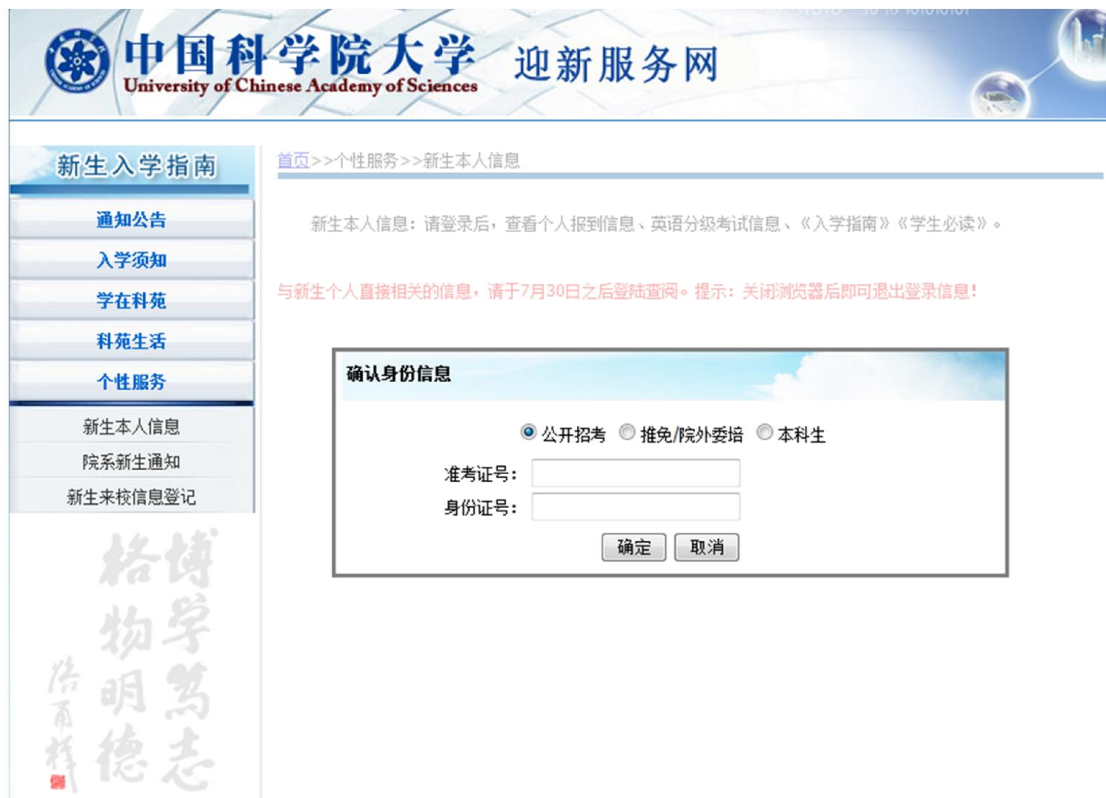 中国科学院大学 迎新服务网
University of Chinese Academy of Sciences
新生入学指南
通知公告
入学须知
学在科苑
科苑生活
个性服务
新生本人信息
院系新生通知
新生来校信息登记
博学笃志
格物明德
路甬祥
首页>>个性服务>>新生本人信息
新生本人信息：请登录后，查看个人报到信息、英语分级考试信息、《入学指南》《学生必读》。
与新生个人直接相关的信息，请于7月30日之后登陆查阅。提示：关闭浏览器后即可退出登录信息！
确认身份信息
公开招考 推免/院外委培 本科生
准考证号：
身份证号：
确定 取消